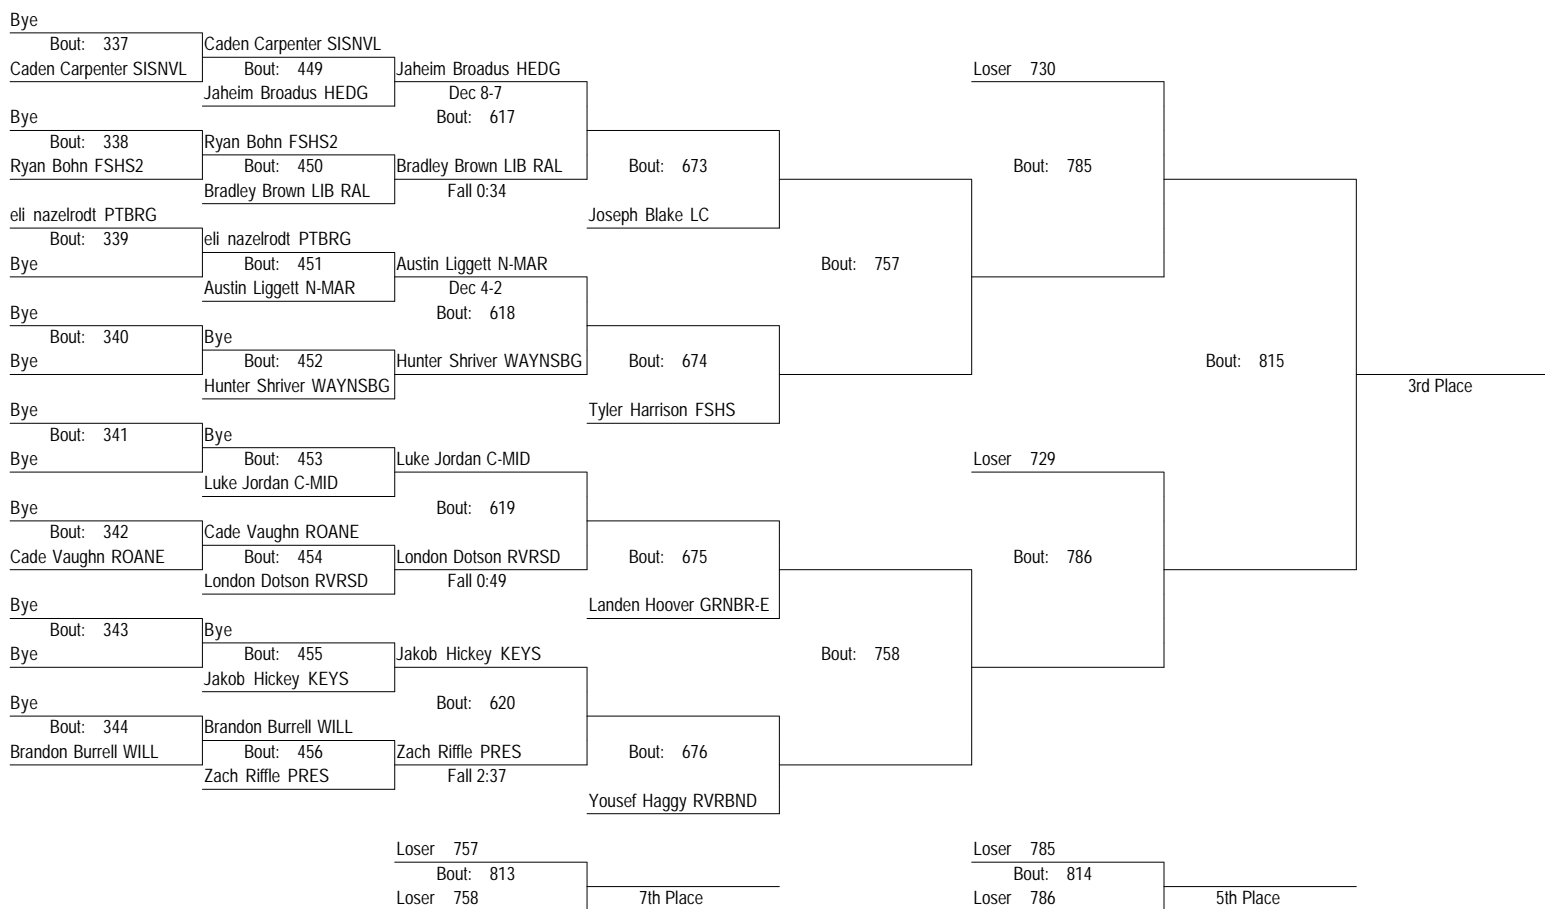 Bye
Bout: 337 Caden Carpenter SISNVL
Caden Carpenter SISNVL Bout: 449 Jaheim Broadus HEDG Loser 730
Jaheim Broadus HEDG Dec 8-7
Bye Bout: 617
Bout: 338 Ryan Bohn FSHS2
Ryan Bohn FSHS2 Bout: 450 Bradley Brown LIB RAL Bout: 673 Bout: 785
Bradley Brown LIB RAL Fall 0:34
eli nazelrodt PTBRG Joseph Blake LC
Bout: 339 eli nazelrodt PTBRG
Bye Bout: 451 Austin Liggett N-MAR Bout: 757
Austin Liggett N-MAR Dec 4-2
Bye Bout: 618
Bout: 340 Bye
Bye Bout: 452 Hunter Shriver WAYNSBG Bout: 674 Bout: 815
Hunter Shriver WAYNSBG 3rd Place
Bye Tyler Harrison FSHS
Bout: 341 Bye
Bye Bout: 453 Luke Jordan C-MID Loser 729
Luke Jordan C-MID
Bye Bout: 619
Bout: 342 Cade Vaughn ROANE
Cade Vaughn ROANE Bout: 454 London Dotson RVRSD Bout: 675 Bout: 786
London Dotson RVRSD Fall 0:49
Bye Landen Hoover GRNBR-E
Bout: 343 Bye
Bye Bout: 455 Jakob Hickey KEYS Bout: 758
Jakob Hickey KEYS
Bye Bout: 620
Bout: 344 Brandon Burrell WILL
Brandon Burrell WILL Bout: 456 Zach Riffle PRES Bout: 676
Zach Riffle PRES Fall 2:37
Yousef Haggy RVRBND
Loser 757 Loser 785
Bout: 813 Bout: 814
Loser 758 7th Place Loser 786 5th Place